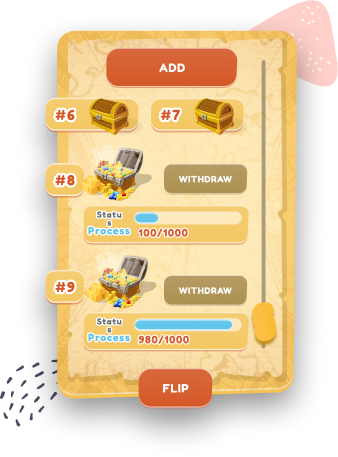 ADD
#6 #7
#8 WITHDRAW
Statu
s
Process 100/1000
#9 WITHDRAW
Statu
s
Process 980/1000
FLIP